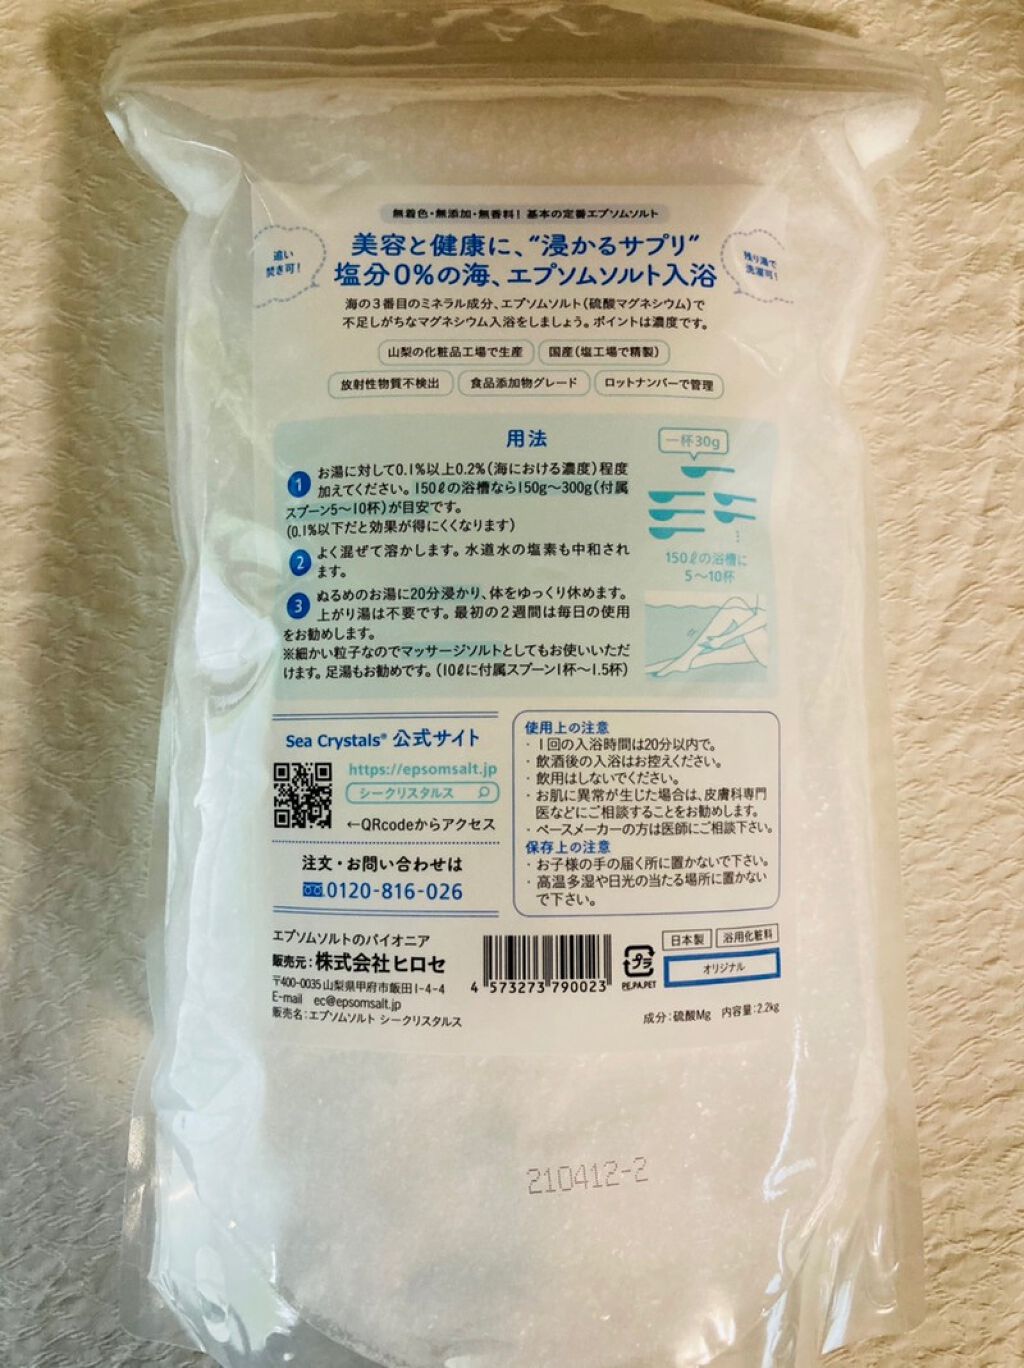 無着色・無添加・無香料！ 基本の定番エプソムソルト
追い
焚き可！
美容と健康に、“浸かるサプリ”
塩分0%の海、エプソムソルト入浴
残り湯で
洗濯可！
海の3番目のミネラル成分、エプソムソルト（硫酸マグネシウム）で
不足しがちなマグネシウム入浴をしましょう。ポイントは濃度です。
山梨の化粧品工場で生産
国産（塩工場で精製）
放射性物質不検出
食品添加物グレード
ロットナンバーで管理
用法
1 お湯に対して0.1%以上0.2%（海における濃度）程度
加えてください。150ℓの浴槽なら150g〜300g（付属
スプーン5〜10杯）が目安です。
（0.1%以下だと効果が得にくくなります）
2 よく混ぜて溶かします。水道水の塩素も中和され
ます。
3 ぬるめのお湯に20分浸かり、体をゆっくり休めます。
上がり湯は不要です。最初の2週間は毎日の使用
をお勧めします。
※細かい粒子なのでマッサージソルトとしてもお使いいただ
けます。足湯もお勧めです。（10ℓに付属スプーン1杯〜1.5杯）
一杯30g
150ℓの浴槽に
5〜10杯
Sea Crystals® 公式サイト
https://epsomsalt.jp
シークリスタルス
←QRcodeからアクセス
注文・お問い合わせは
0120-816-026
使用上の注意
・1回の入浴時間は20分以内で。
・飲酒後の入浴はお控えください。
・飲用はしないでください。
・お肌に異常が生じた場合は、皮膚科専門
医などにご相談することをお勧めします。
・ペースメーカーの方は医師にご相談下さい。
保存上の注意
・お子様の手の届く所に置かないで下さい。
・高温多湿や日光の当たる場所に置かない
で下さい。
エプソムソルトのパイオニア
販売元：株式会社ヒロセ
〒400-0035 山梨県甲府市飯田1-4-4
E-mail ec@epsomsalt.jp
販売名：エプソムソルト シークリスタルス
4 573273 790023
プラ
PE,PA,PET
日本製
浴用化粧料
オリジナル
成分：硫酸Mg 内容量：2.2kg
210412-2